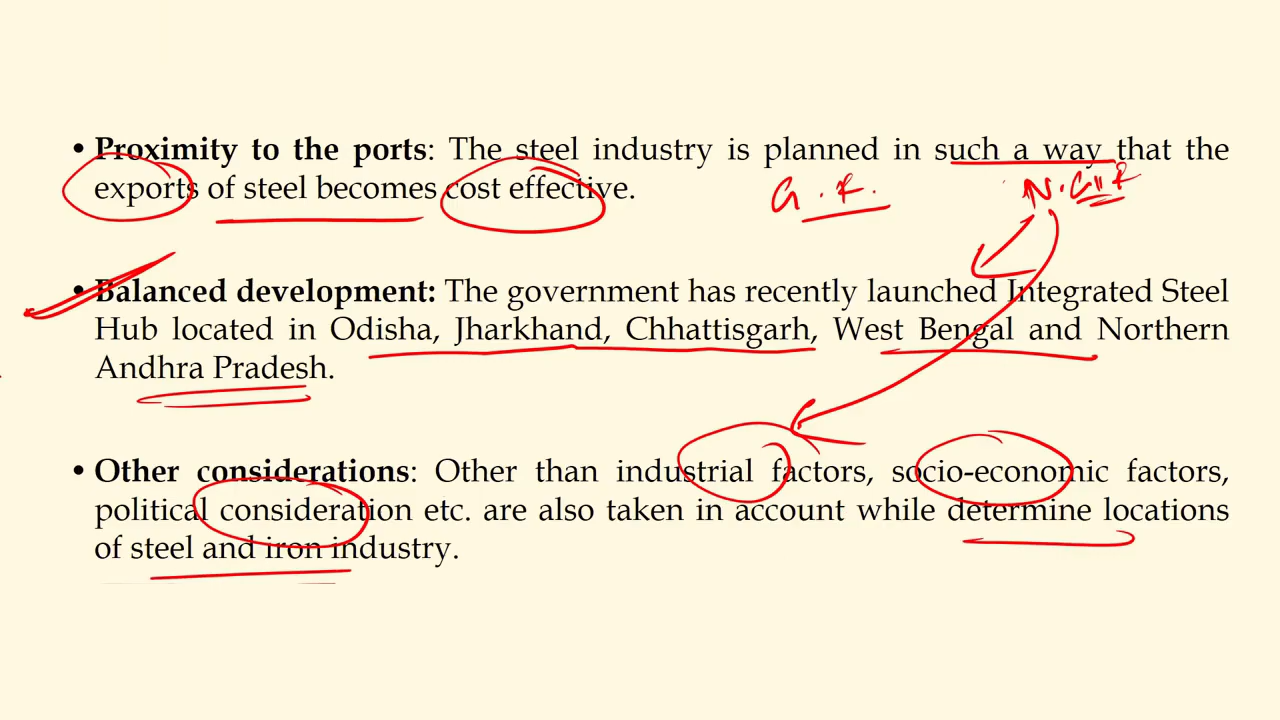 • Proximity to the ports: The steel industry is planned in such a way that the
exports of steel becomes cost effective.
G. R.
N. G R
• Balanced development: The government has recently launched Integrated Steel
Hub located in Odisha, Jharkhand, Chhattisgarh, West Bengal and Northern
Andhra Pradesh.
• Other considerations: Other than industrial factors, socio-economic factors,
political consideration etc. are also taken in account while determine locations
of steel and iron industry.